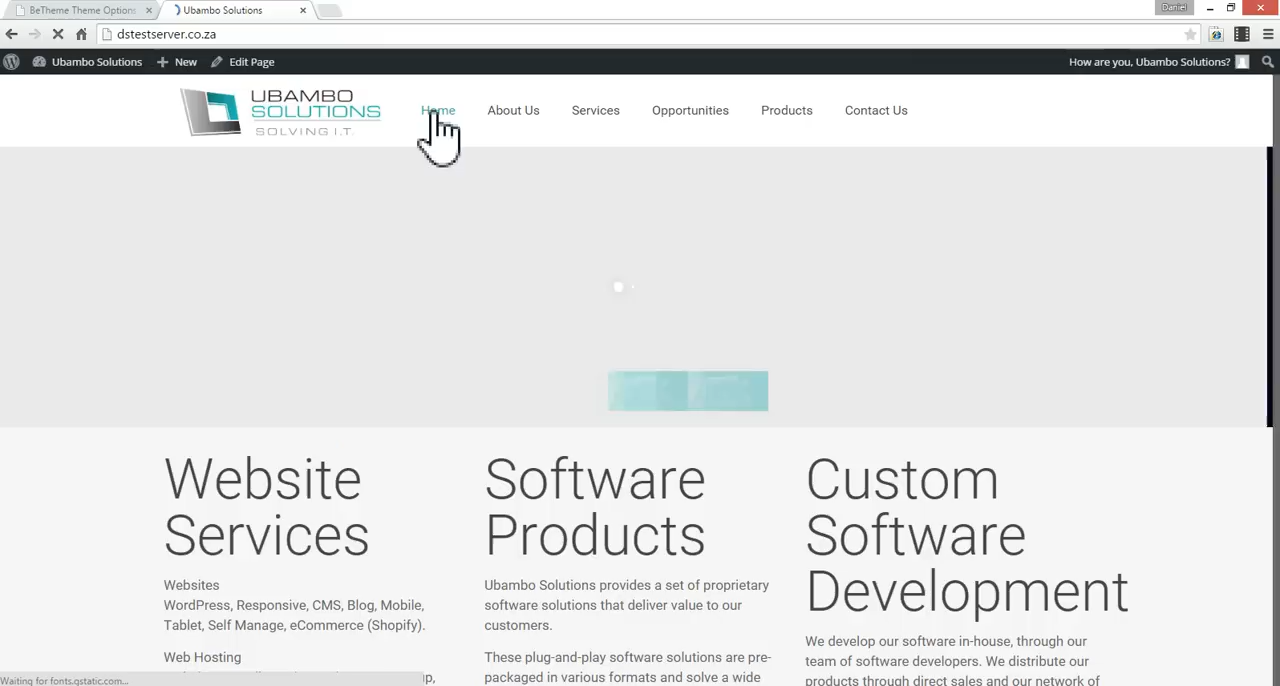 BeTheme Theme Options
Ubambo Solutions
Daniel
dstestserver.co.za
Ubambo Solutions
New
Edit Page
How are you, Ubambo Solutions?
UBAMBO
SOLUTIONS
SOLVING I.T.
Home
About Us
Services
Opportunities
Products
Contact Us
Website
Services
Websites
WordPress, Responsive, CMS, Blog, Mobile,
Tablet, Self Manage, eCommerce (Shopify).
Web Hosting
Software
Products
Ubambo Solutions provides a set of proprietary
software solutions that deliver value to our
customers.
These plug-and-play software solutions are pre-
packaged in various formats and solve a wide
Custom
Software
Development
We develop our software in-house, through our
team of software developers. We distribute our
products through direct sales and our network of
Waiting for fonts.gstatic.com...